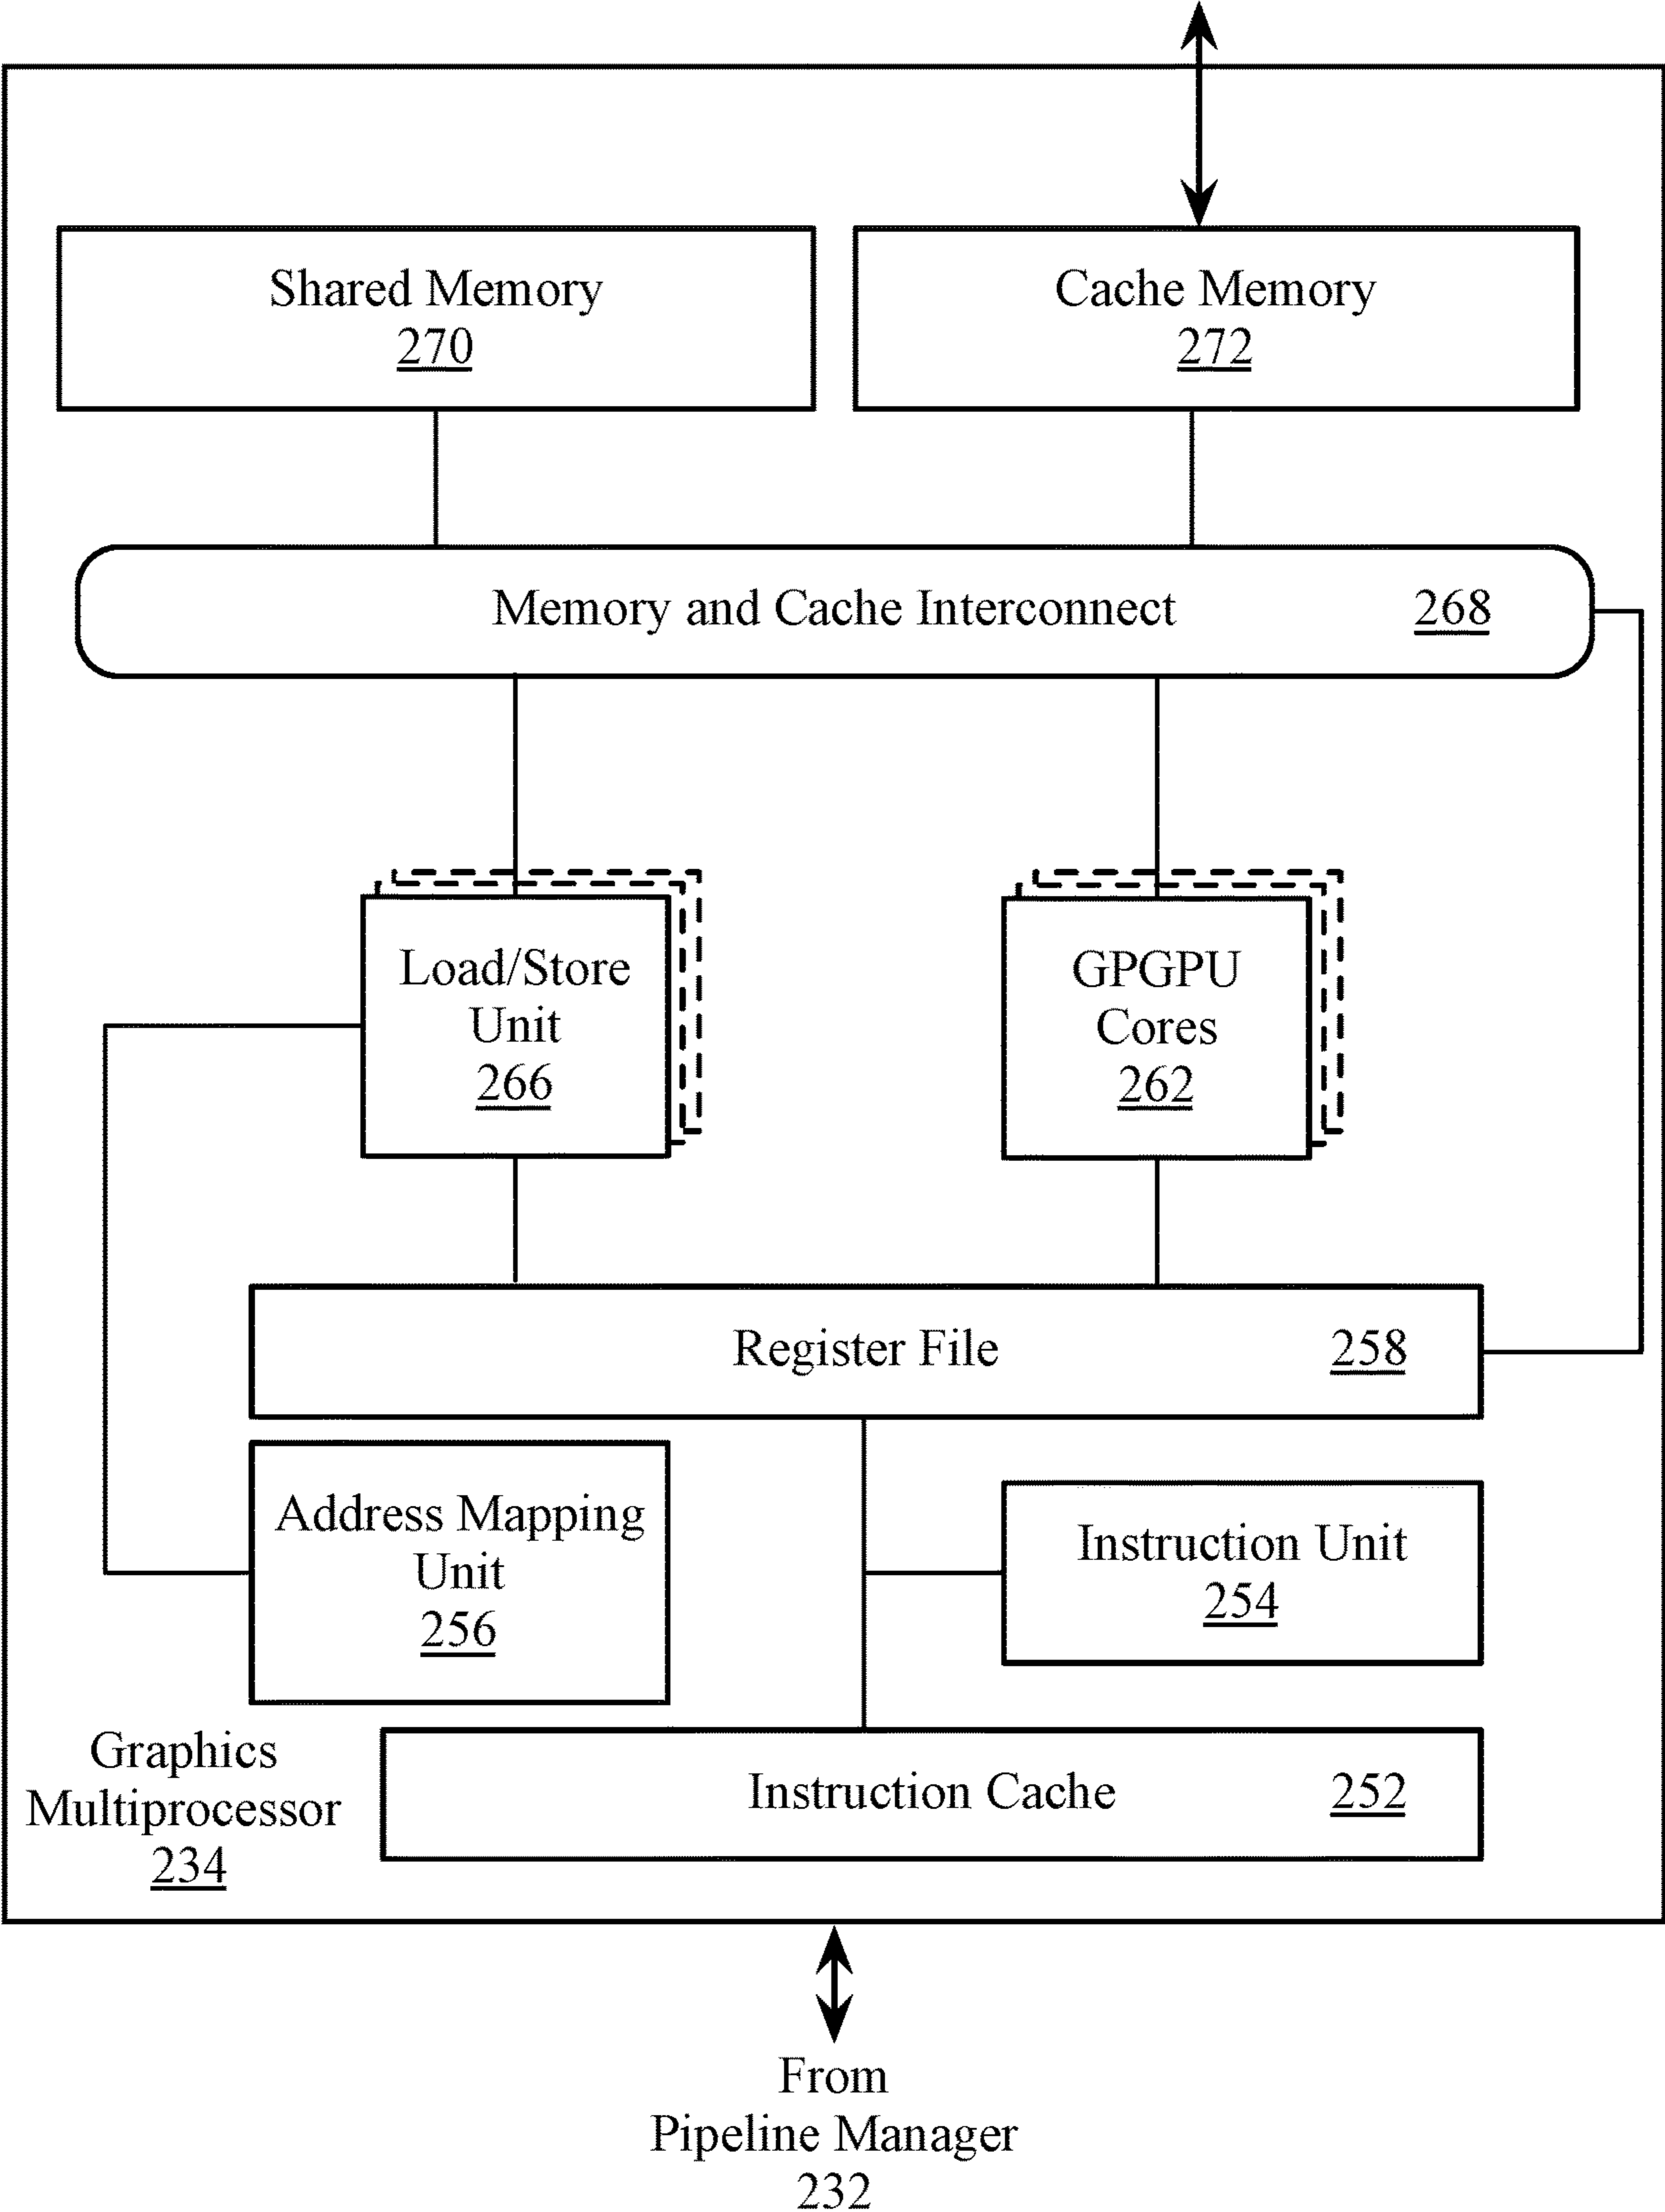 Shared Memory
270
Cache Memory
272
Memory and Cache Interconnect 268
Load/Store
Unit
266
GPGPU
Cores
262
Register File 258
Address Mapping
Unit
256
Instruction Unit
254
Graphics
Multiprocessor
234
Instruction Cache 252
From
Pipeline Manager
232